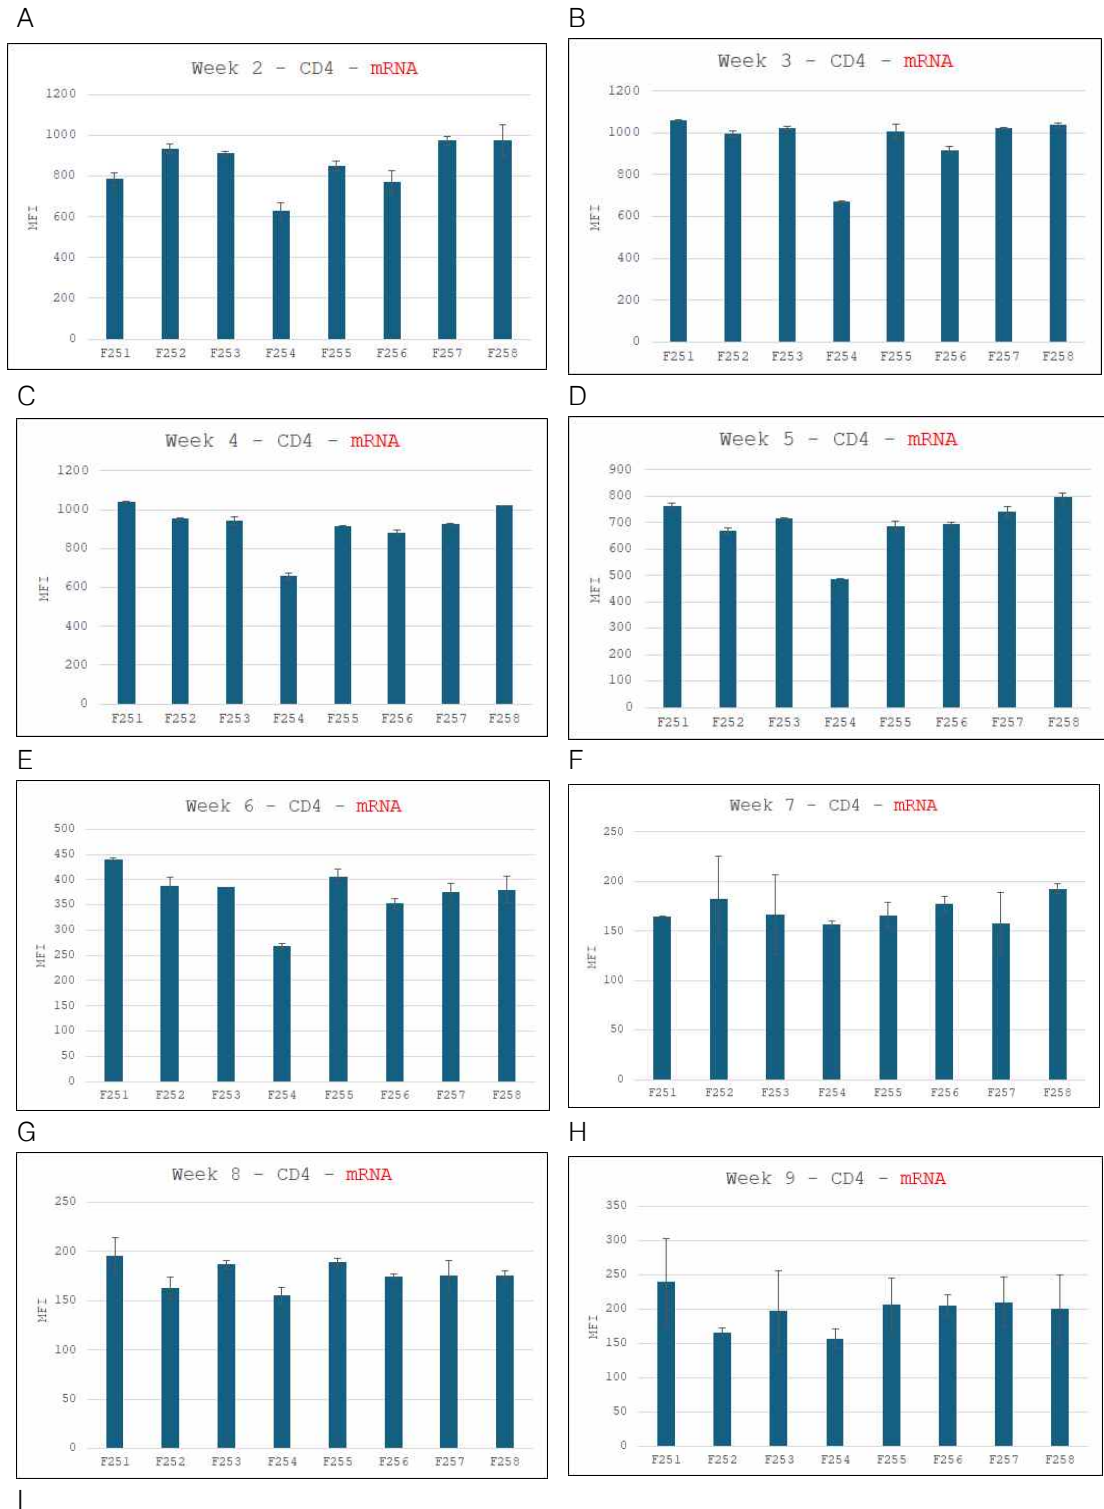 A
Week 2 - CD4 - mRNA
1200
1000
800
600
400
200
0
MFI
F251 F252 F253 F254 F255 F256 F257 F258
B
Week 3 - CD4 - mRNA
1200
1000
800
600
400
200
0
MFI
F251 F252 F253 F254 F255 F256 F257 F258
C
Week 4 - CD4 - mRNA
1200
1000
800
600
400
200
0
MFI
F251 F252 F253 F254 F255 F256 F257 F258
D
Week 5 - CD4 - mRNA
900
800
700
600
500
400
300
200
100
0
MFI
F251 F252 F253 F254 F255 F256 F257 F258
E
Week 6 - CD4 - mRNA
500
450
400
350
300
250
200
150
100
50
0
MFI
F251 F252 F253 F254 F255 F256 F257 F258
F
Week 7 - CD4 - mRNA
250
200
150
100
50
0
MFI
F251 F252 F253 F254 F255 F256 F257 F258
G
Week 8 - CD4 - mRNA
250
200
150
100
50
0
MFI
F251 F252 F253 F254 F255 F256 F257 F258
H
Week 9 - CD4 - mRNA
350
300
250
200
150
100
50
0
MFI
F251 F252 F253 F254 F255 F256 F257 F258
I